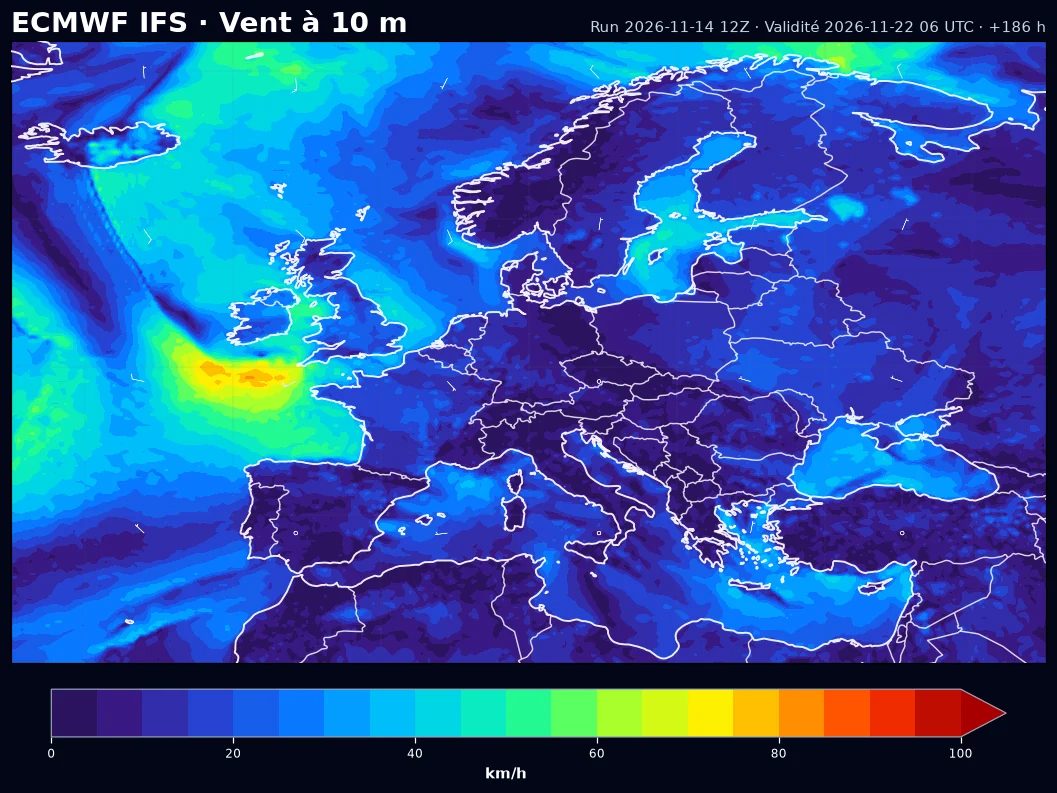 ECMWF IFS · Vent à 10 m
Run 2026-11-14 12Z · Validité 2026-11-22 06 UTC · +186 h
0 20 40 60 80 100
km/h